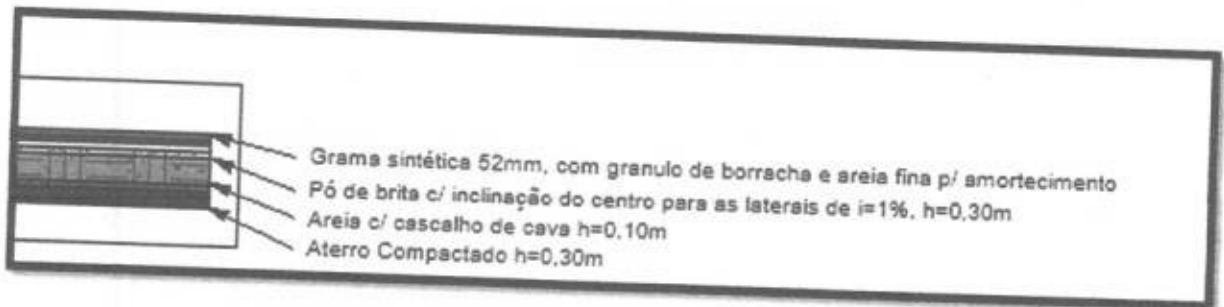 Grama sintética 52mm, com granulo de borracha e areia fina p/ amortecimento
Pó de brita c/ inclinação do centro para as laterais de i=1%, h=0,30m
Areia c/ cascalho de cava h=0,10m
Aterro Compactado h=0,30m